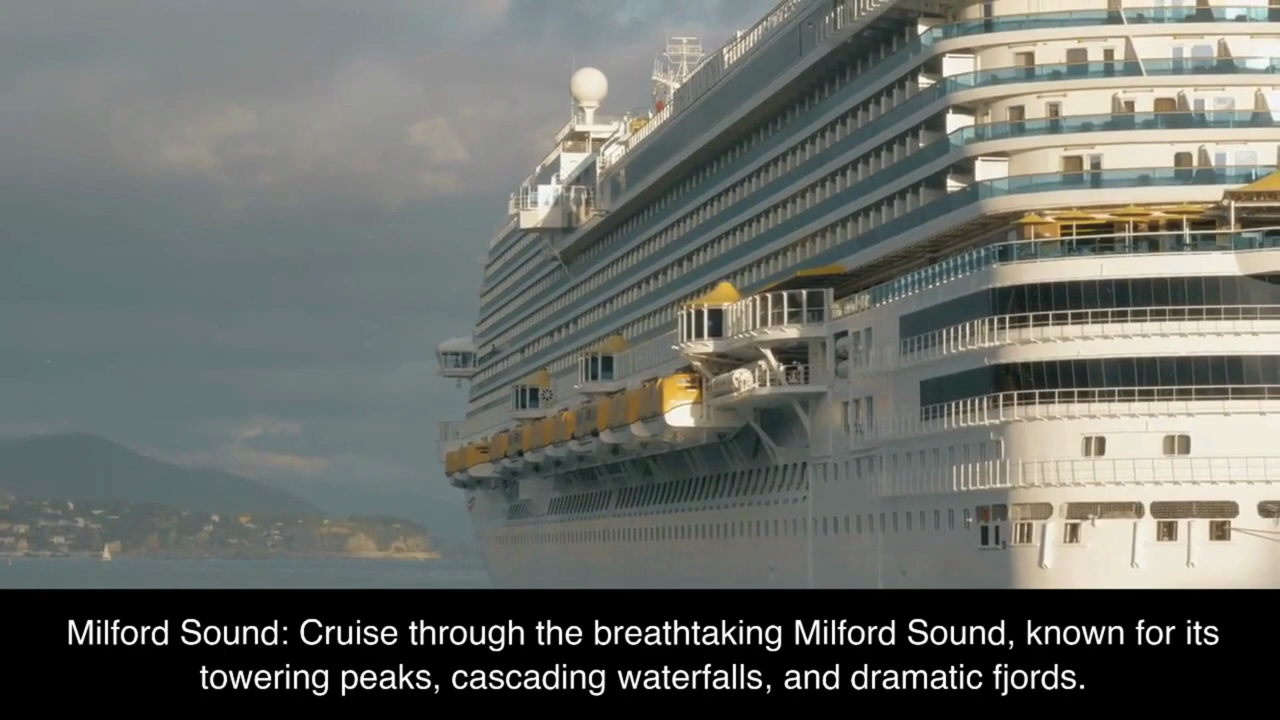 Milford Sound: Cruise through the breathtaking Milford Sound, known for its
towering peaks, cascading waterfalls, and dramatic fjords.